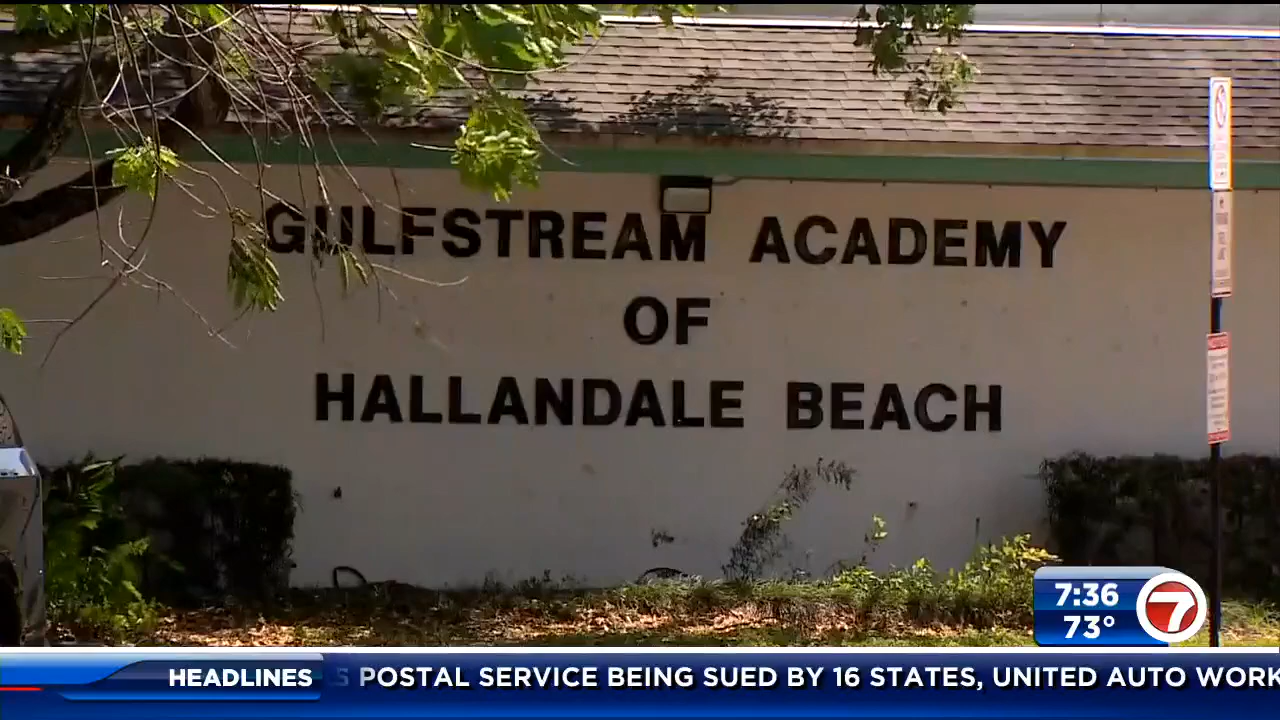 GULFSTREAM ACADEMY
OF
HALLANDALE BEACH
7:36
73°
7
HEADLINES
S POSTAL SERVICE BEING SUED BY 16 STATES, UNITED AUTO WORK